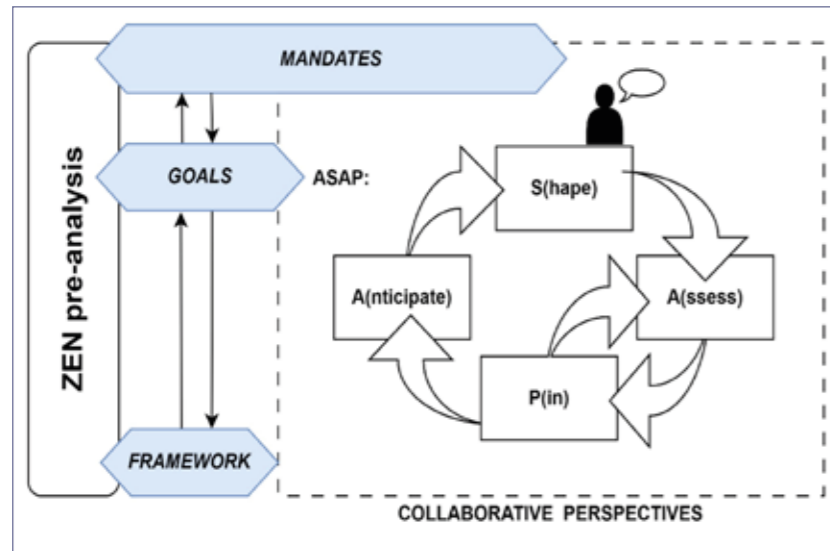 MANDATES
ZEN pre-analysis
GOALS
ASAP:
S(hape)
A(nticipate)
A(ssess)
P(in)
FRAMEWORK
COLLABORATIVE PERSPECTIVES